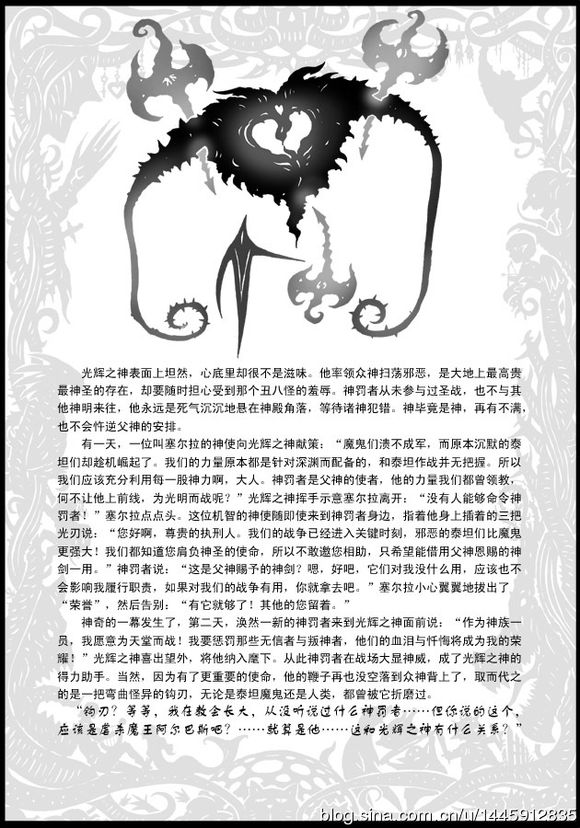 光辉之神表面上坦然，心底里却很不是滋味。他率领众神扫荡邪恶，是大地上最高贵
最神圣的存在，却要随时担心受到那个丑八怪的羞辱。神罚者从未参与过圣战，也不与其
他神明来往，他永远是死气沉沉地悬在神殿角落，等待诸神犯错。神毕竟是神，再有不满，
也不会忤逆父神的安排。
有一天，一位叫塞尔拉的神使向光辉之神献策：“魔鬼们溃不成军，而原本沉默的泰
坦们却趁机崛起了。我们的力量原本都是针对深渊而配备的，和泰坦作战并无把握。所以
我们应该充分利用每一股神力啊，大人。神罚者是父神的使者，他的力量我们都曾领教，
何不让他上前线，为光明而战呢？”光辉之神挥手示意塞尔拉离开：“没有人能够命令神
罚者！”塞尔拉点点头。这位机智的神使随即使来到神罚者身边，指着他身上插着的三把
光刃说：“您好啊，尊贵的执刑人。我们的战争已经进入关键时刻，邪恶的泰坦们比魔鬼
更强大！我们都知道您肩负神圣的使命，所以不敢邀您相助，只希望能借用父神恩赐的神
剑一用。”神罚者说：“这是父神赐予的神剑？嗯，好吧，它们对我没什么用，应该也不
会影响我履行职责，如果对我们的战争有用，你就拿去吧。”塞尔拉小心翼翼地拔出了
“荣誉”，然后告别：“有它就够了！其他的您留着。”
神奇的一幕发生了，第二天，焕然一新的神罚者来到光辉之神面前说：“作为神族一
员，我愿意为天堂而战！我要惩罚那些无信者与叛神者，他们的血泪与忏悔将成为我的荣
耀！”光辉之神喜出望外，将他纳入麾下。从此神罚者在战场大显神威，成了光辉之神的
得力助手。当然，因为有了更重要的使命，他的鞭子再也没空落到众神背上了，取而代之
的是一把弯曲怪异的钩刃，无论是泰坦魔鬼还是人类，都曾被它折磨过。
“钩刃？等等，我在教会长大，从没听说过什么神罚者……但你说的这个，
应该是虐杀魔王阿尔巴斯吧？……就算是他……这和光辉之神有什么关系？”
blog.sina.com.cn/u/1445912835